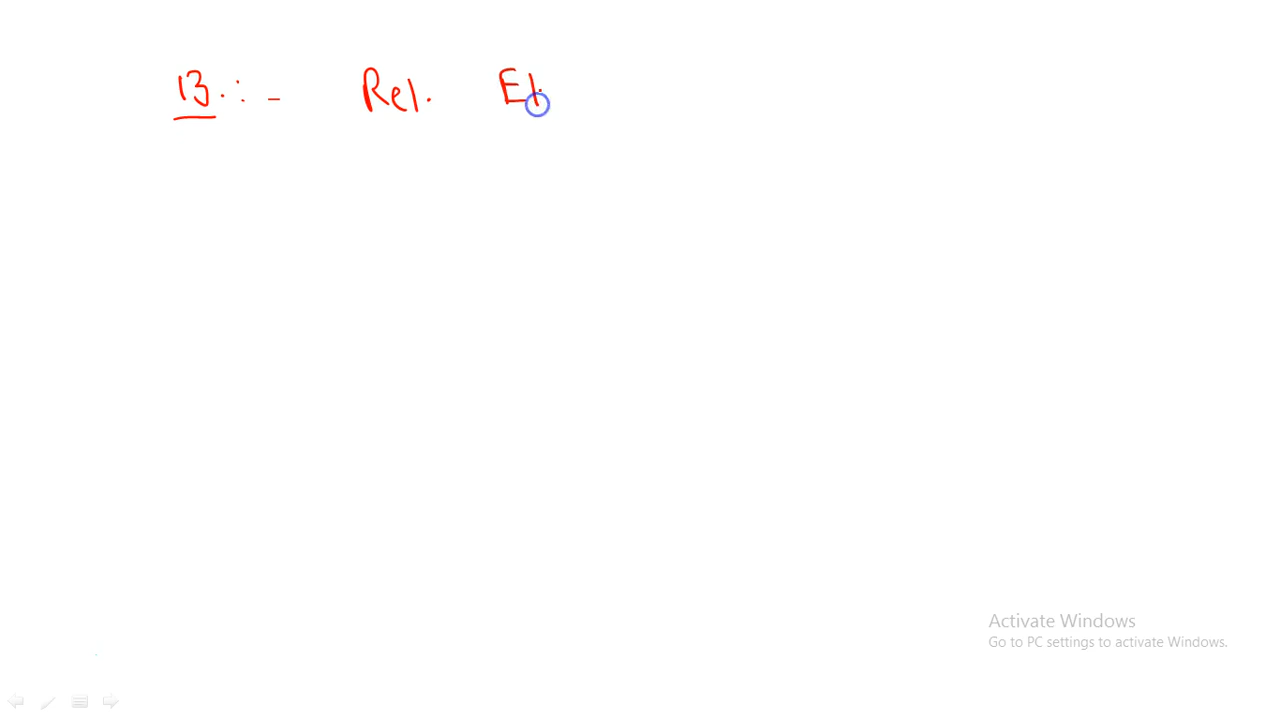 13. :- Rel. El.
Activate Windows
Go to PC settings to activate Windows.